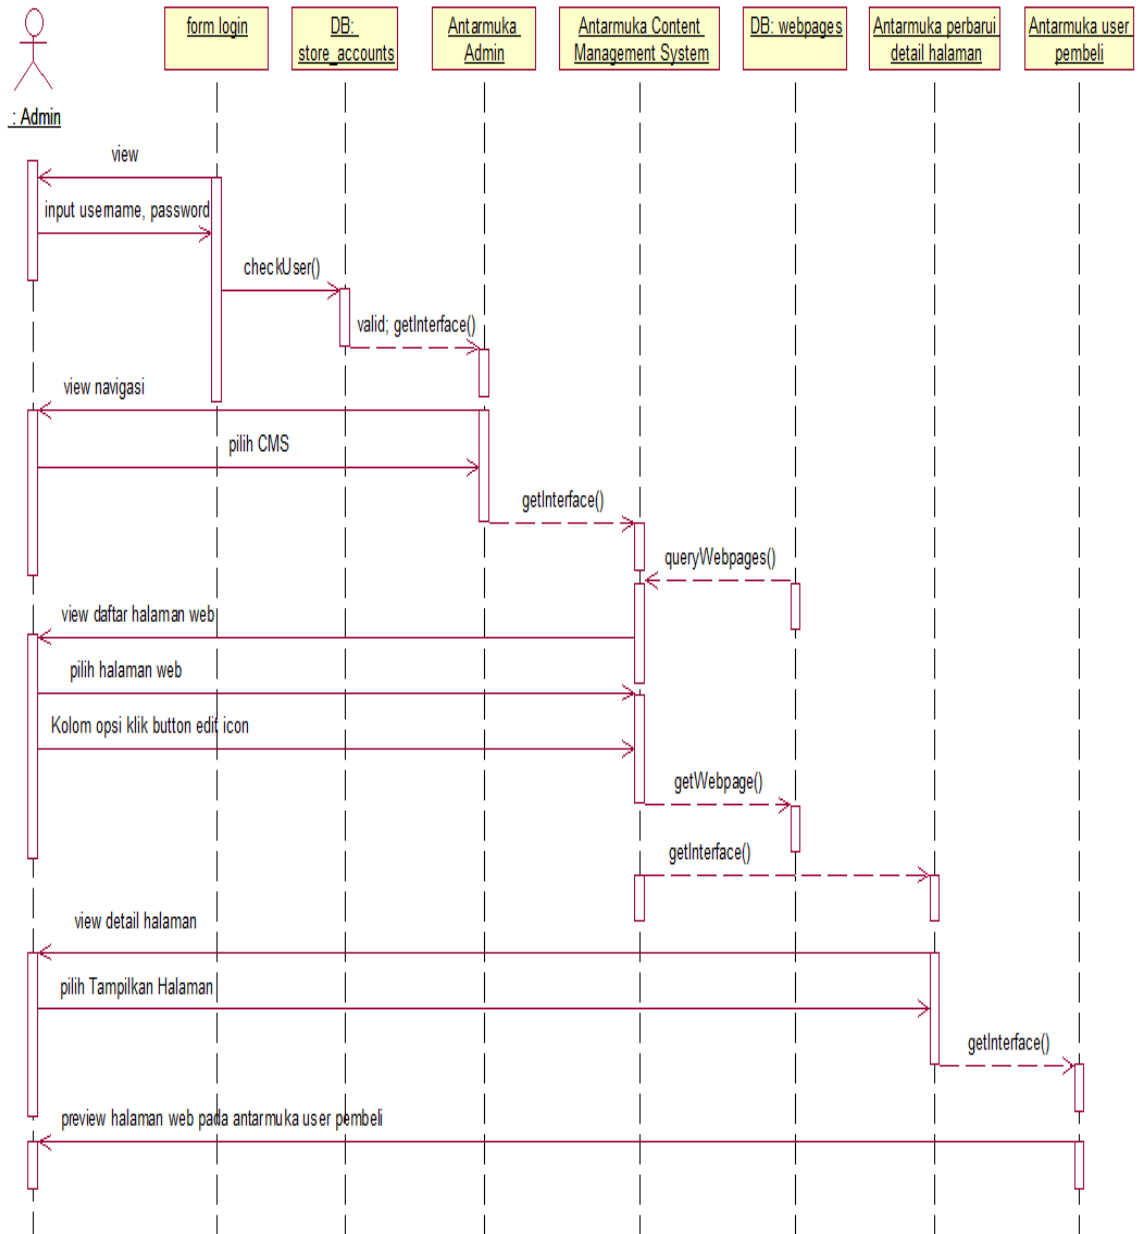 form login
DB:
store_accounts
Antarmuka
Admin
Antarmuka Content
Management System
DB: webpages
Antarmuka perbarui
detail halaman
Antarmuka user
pembeli
: Admin
view
input username, password
checkUser()
valid; getInterface()
view navigasi
pilih CMS
getInterface()
queryWebpages()
view daftar halaman web
pilih halaman web
Kolom opsi klik button edit icon
getWebpage()
getInterface()
view detail halaman
pilih Tampilkan Halaman
getInterface()
preview halaman web pada antarmuka user pembeli